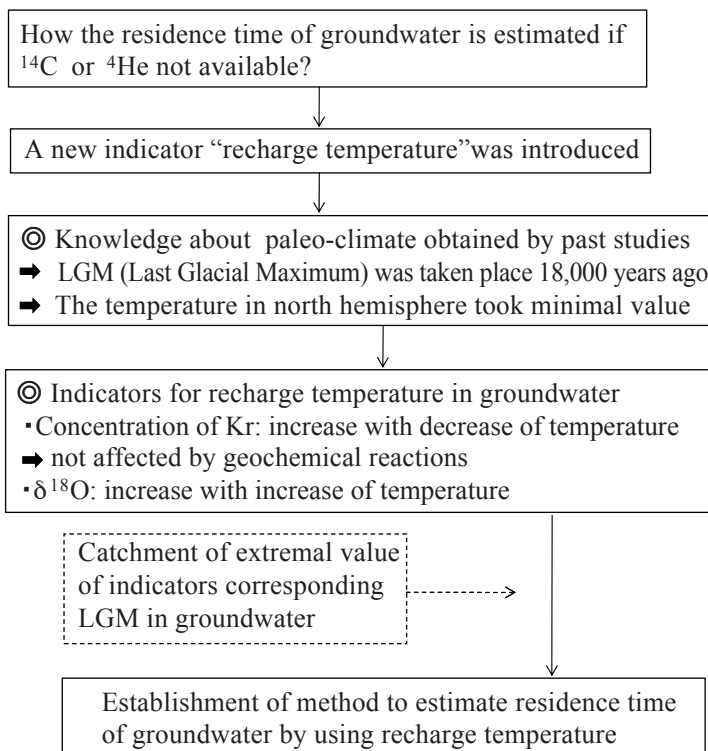 How the residence time of groundwater is estimated if
¹⁴C or ⁴He not available?
A new indicator “recharge temperature”was introduced
◎ Knowledge about paleo-climate obtained by past studies
➡ LGM (Last Glacial Maximum) was taken place 18,000 years ago
➡ The temperature in north hemisphere took minimal value
◎ Indicators for recharge temperature in groundwater
・Concentration of Kr: increase with decrease of temperature
➡ not affected by geochemical reactions
・δ¹⁸O: increase with increase of temperature
Catchment of extremal value
of indicators corresponding
LGM in groundwater
Establishment of method to estimate residence time
of groundwater by using recharge temperature